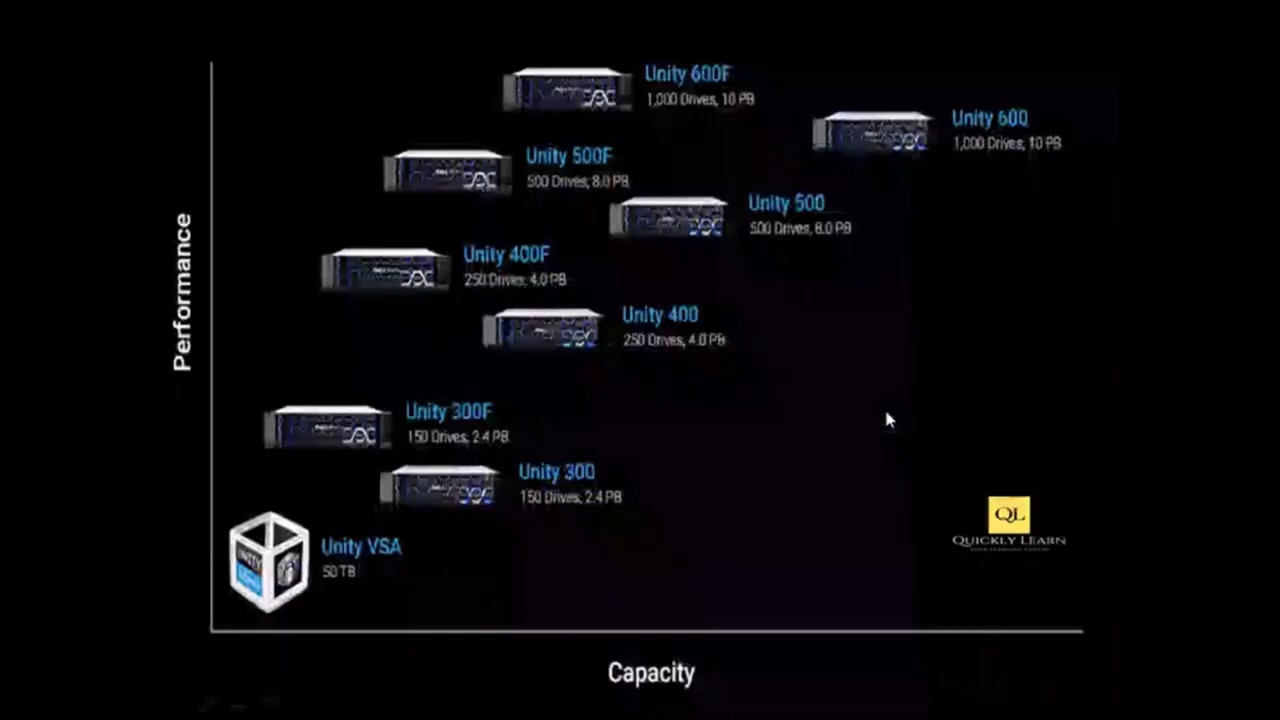 Unity 600F
1,000 Drives, 10 PB
Unity 600
1,000 Drives, 10 PB
Unity 500F
500 Drives, 8.0 PB
Unity 500
500 Drives, 8.0 PB
Unity 400F
250 Drives, 4.0 PB
Unity 400
250 Drives, 4.0 PB
Unity 300F
150 Drives, 2.4 PB
Unity 300
150 Drives, 2.4 PB
Unity VSA
50 TB
UNITY
Performance
Capacity
QL
QUICKLY LEARN